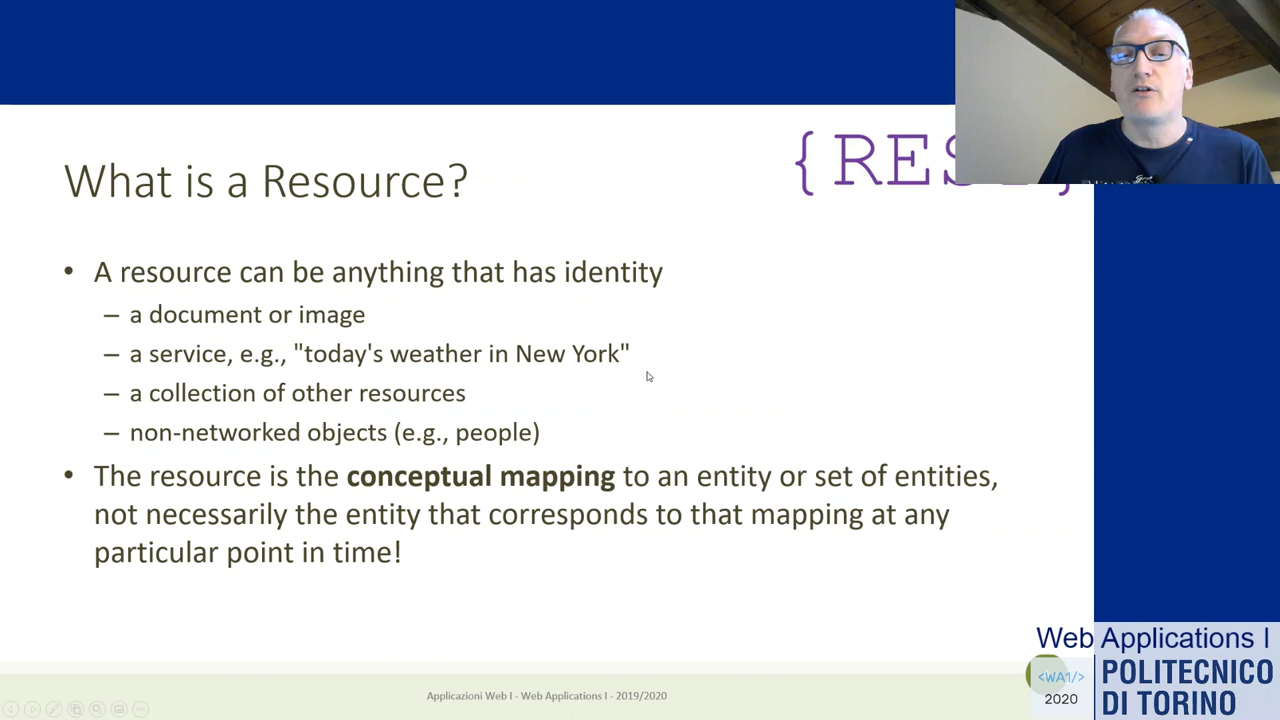 What is a Resource?
{RES
• A resource can be anything that has identity
– a document or image
– a service, e.g., "today's weather in New York"
– a collection of other resources
– non-networked objects (e.g., people)
• The resource is the conceptual mapping to an entity or set of entities,
not necessarily the entity that corresponds to that mapping at any
particular point in time!
Applicazioni Web I - Web Applications I - 2019/2020
Web Applications I
<WA1/>
2020
POLITECNICO
DI TORINO